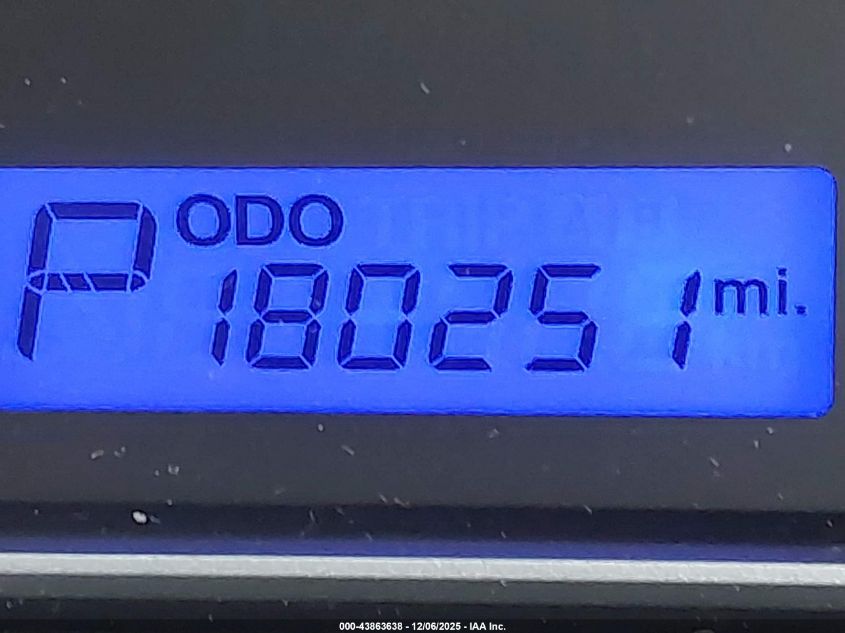 P ODO
180251 mi.
000-43863638 - 12/06/2025 - IAA Inc.